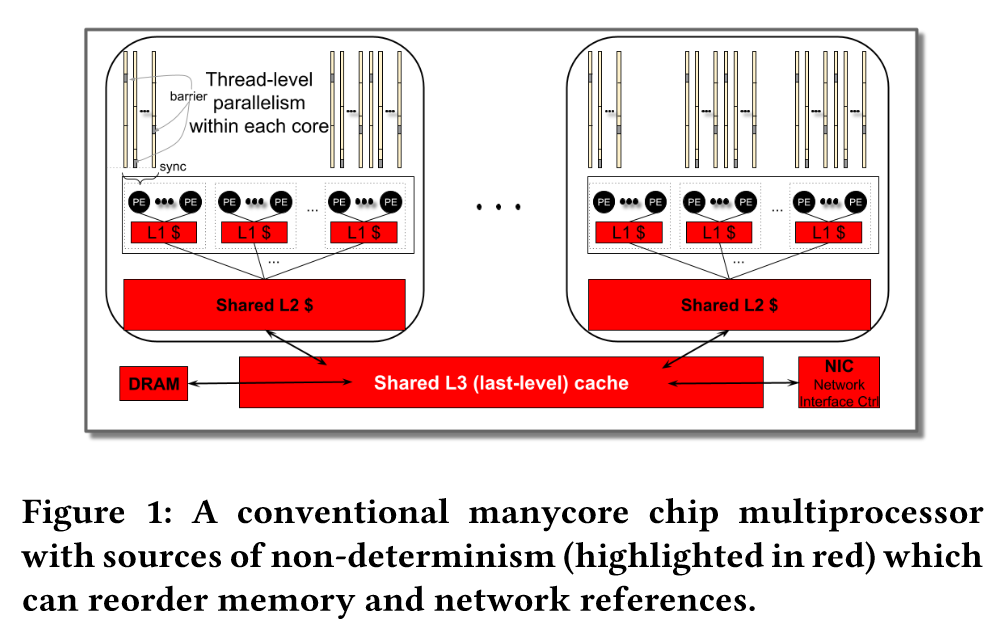 Thread-level
parallelism
within each core
barrier
...
...
...
...
...
...
...
sync
PE ... PE PE ... PE ... PE ... PE
L1 $ L1 $ L1 $
...
Shared L2 $
. . .
PE ... PE PE ... PE ... PE ... PE
L1 $ L1 $ L1 $
...
Shared L2 $
DRAM
Shared L3 (last-level) cache
NIC
Network
Interface Ctrl
Figure 1: A conventional manycore chip multiprocessor
with sources of non-determinism (highlighted in red) which
can reorder memory and network references.